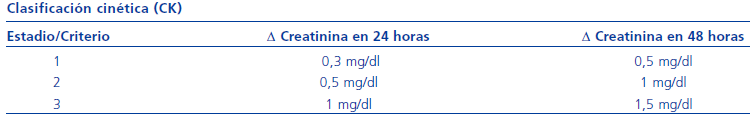 Clasificación cinética (CK)
Estadio/Criterio Δ Creatinina en 24 horas Δ Creatinina en 48 horas
1 0,3 mg/dl 0,5 mg/dl
2 0,5 mg/dl 1 mg/dl
3 1 mg/dl 1,5 mg/dl